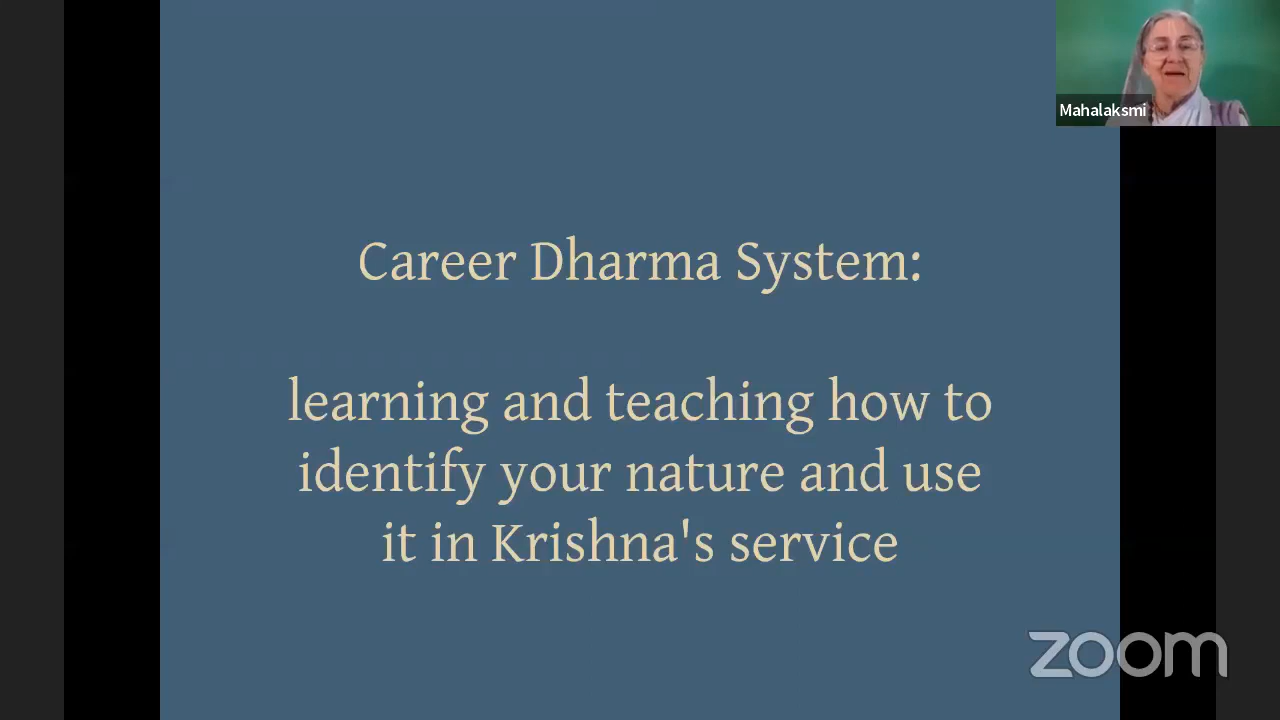 Mahalaksmi
Career Dharma System:
learning and teaching how to
identify your nature and use
it in Krishna's service
zoom